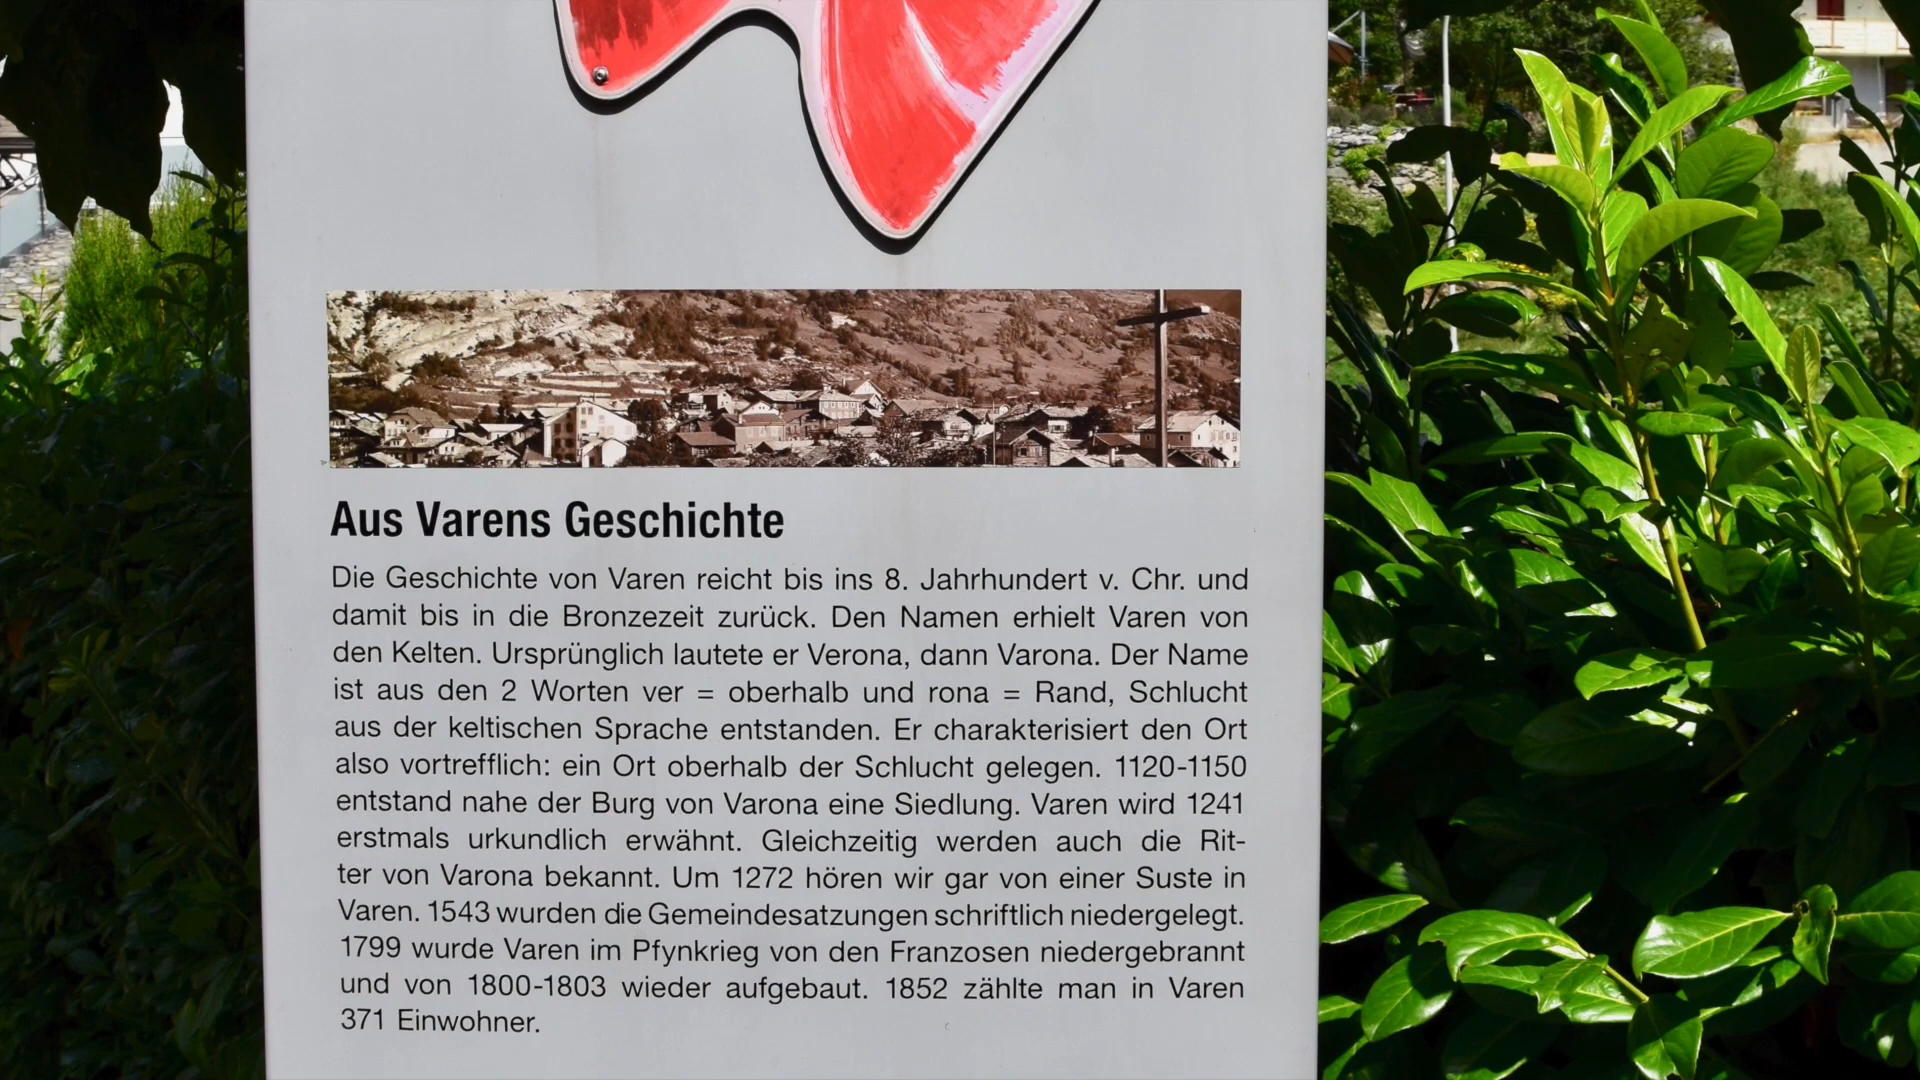 Aus Varens Geschichte
Die Geschichte von Varen reicht bis ins 8. Jahrhundert v. Chr. und
damit bis in die Bronzezeit zurück. Den Namen erhielt Varen von
den Kelten. Ursprünglich lautete er Verona, dann Varona. Der Name
ist aus den 2 Worten ver = oberhalb und rona = Rand, Schlucht
aus der keltischen Sprache entstanden. Er charakterisiert den Ort
also vortrefflich: ein Ort oberhalb der Schlucht gelegen. 1120-1150
entstand nahe der Burg von Varona eine Siedlung. Varen wird 1241
erstmals urkundlich erwähnt. Gleichzeitig werden auch die Rit-
ter von Varona bekannt. Um 1272 hören wir gar von einer Suste in
Varen. 1543 wurden die Gemeindesatzungen schriftlich niedergelegt.
1799 wurde Varen im Pfynkrieg von den Franzosen niedergebrannt
und von 1800-1803 wieder aufgebaut. 1852 zählte man in Varen
371 Einwohner.